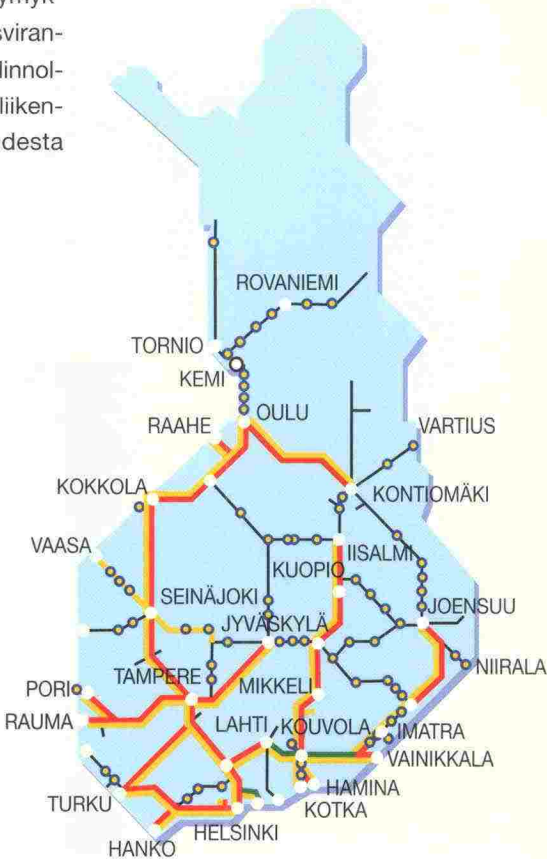 ymyk-
sviran-
linnol-
liiken-
desta
ROVANIEMI
TORNIO
KEMI
OULU
RAAHE
VARTIUS
KOKKOLA
KONTIOMÄKI
VAASA
IISALMI
KUOPIO
SEINÄJOKI
JOENSUU
JYVÄSKYLÄ
NIIRALA
TAMPERE
MIKKELI
PORI
RAUMA
LAHTI
KOUVOLA
IMATRA
VAINIKKALA
HAMINA
TURKU
KOTKA
HELSINKI
HANKO